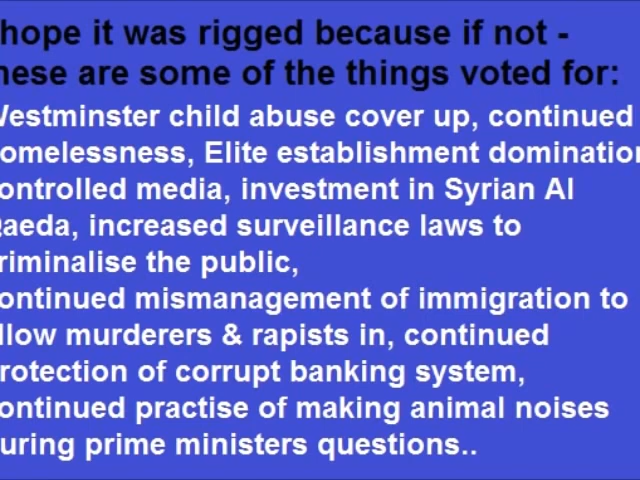 hope it was rigged because if not -
hese are some of the things voted for:
Westminster child abuse cover up, continued
omelessness, Elite establishment domination
ontrolled media, investment in Syrian Al
Qaeda, increased surveillance laws to
riminalise the public,
ontinued mismanagement of immigration to
llow murderers & rapists in, continued
rotection of corrupt banking system,
ontinued practise of making animal noises
uring prime ministers questions..